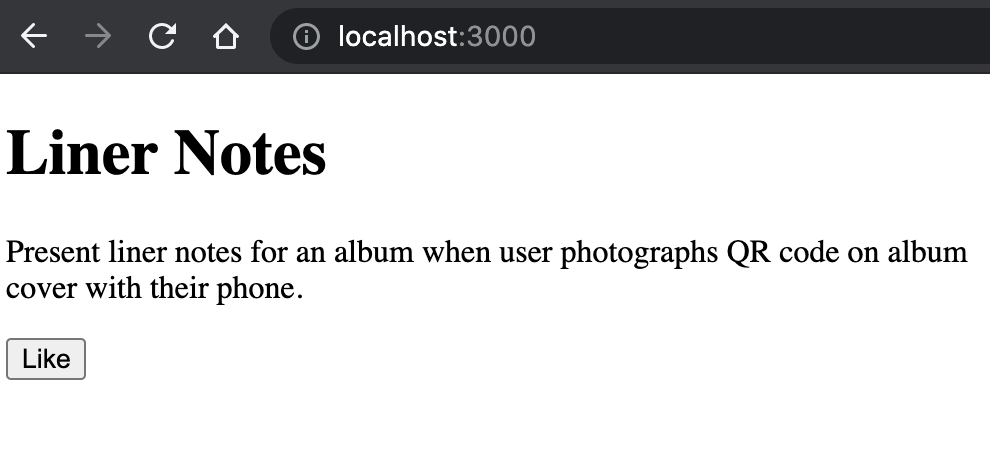 localhost:3000
Liner Notes
Present liner notes for an album when user photographs QR code on album
cover with their phone.
Like